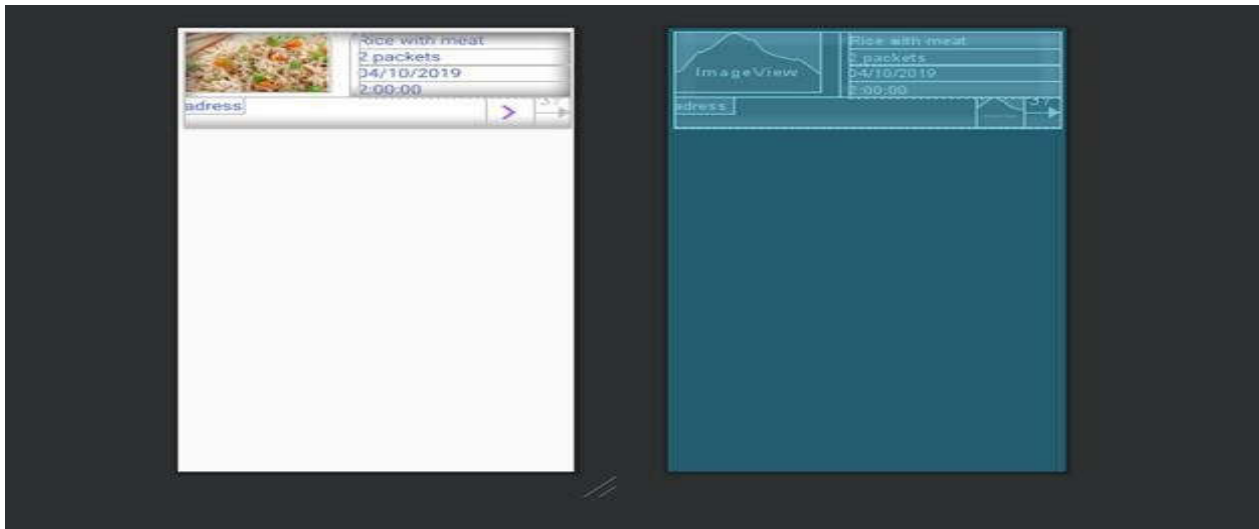 Rice with meat
2 packets
04/10/2019
2:00:00
adress
Rice with meat
ImageView
2 packets
04/10/2019
2:00:00
adress